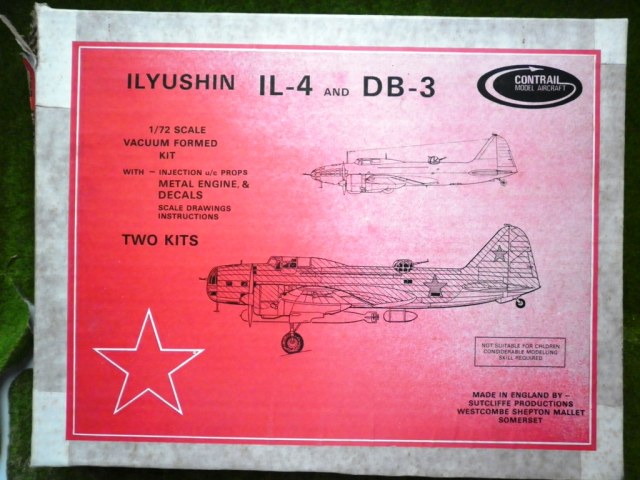 ILYUSHIN IL-4 AND DB-3
CONTRAIL
MODEL AIRCRAFT
1/72 SCALE
VACUUM FORMED
KIT
WITH — INJECTION u/c PROPS
METAL ENGINE, &
DECALS
SCALE DRAWINGS
INSTRUCTIONS
TWO KITS
NOT SUITABLE FOR CHILDREN
CONSIDERABLE MODELLING
SKILL REQUIRED
MADE IN ENGLAND BY –
SUTCLIFFE PRODUCTIONS
WESTCOMBE SHEPTON MALLET
SOMERSET